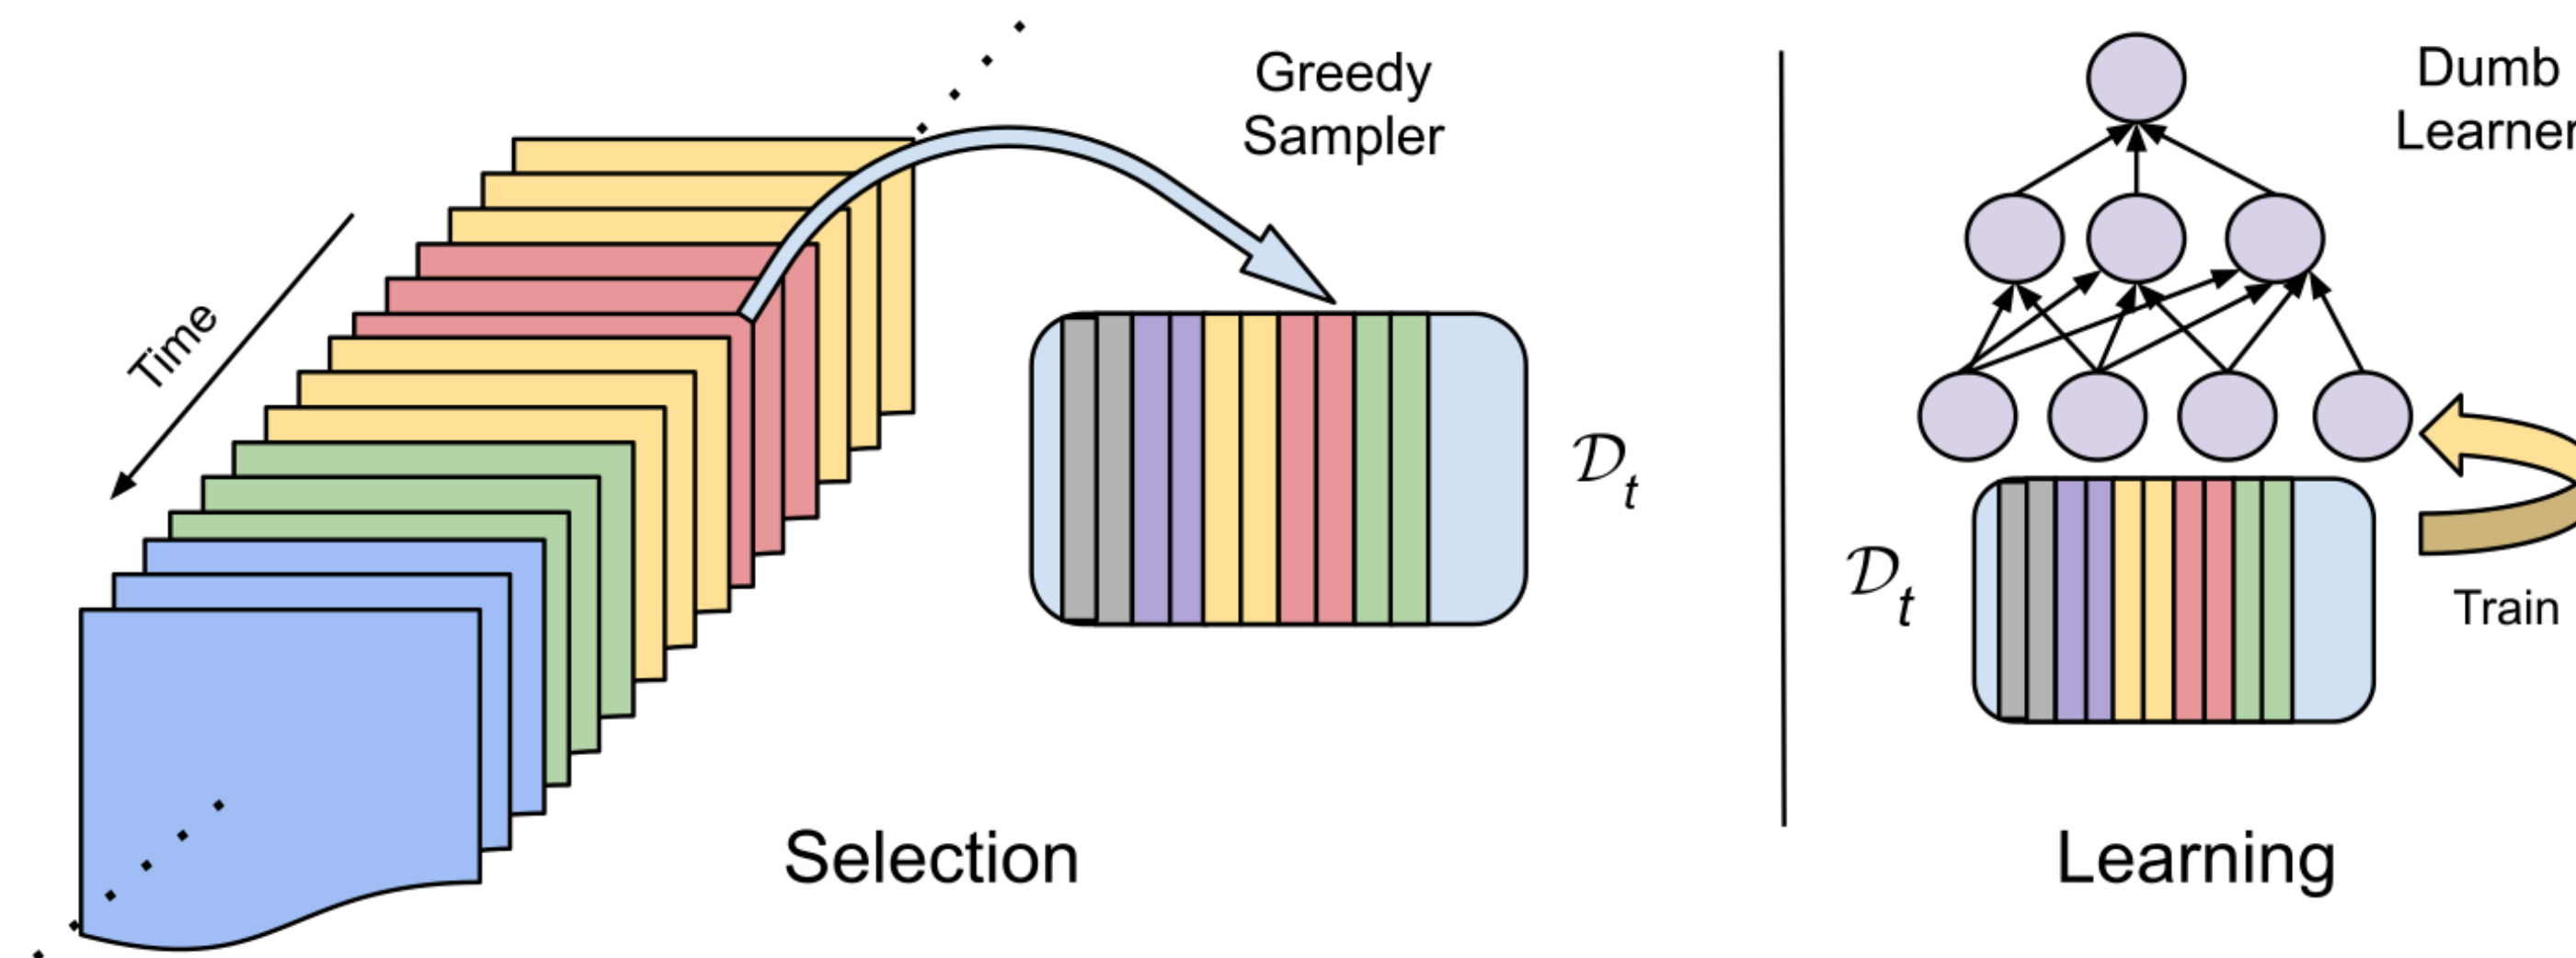 Greedy
Sampler
Time
𝒟t
Selection
Dumb
Learner
𝒟t
Train
Learning